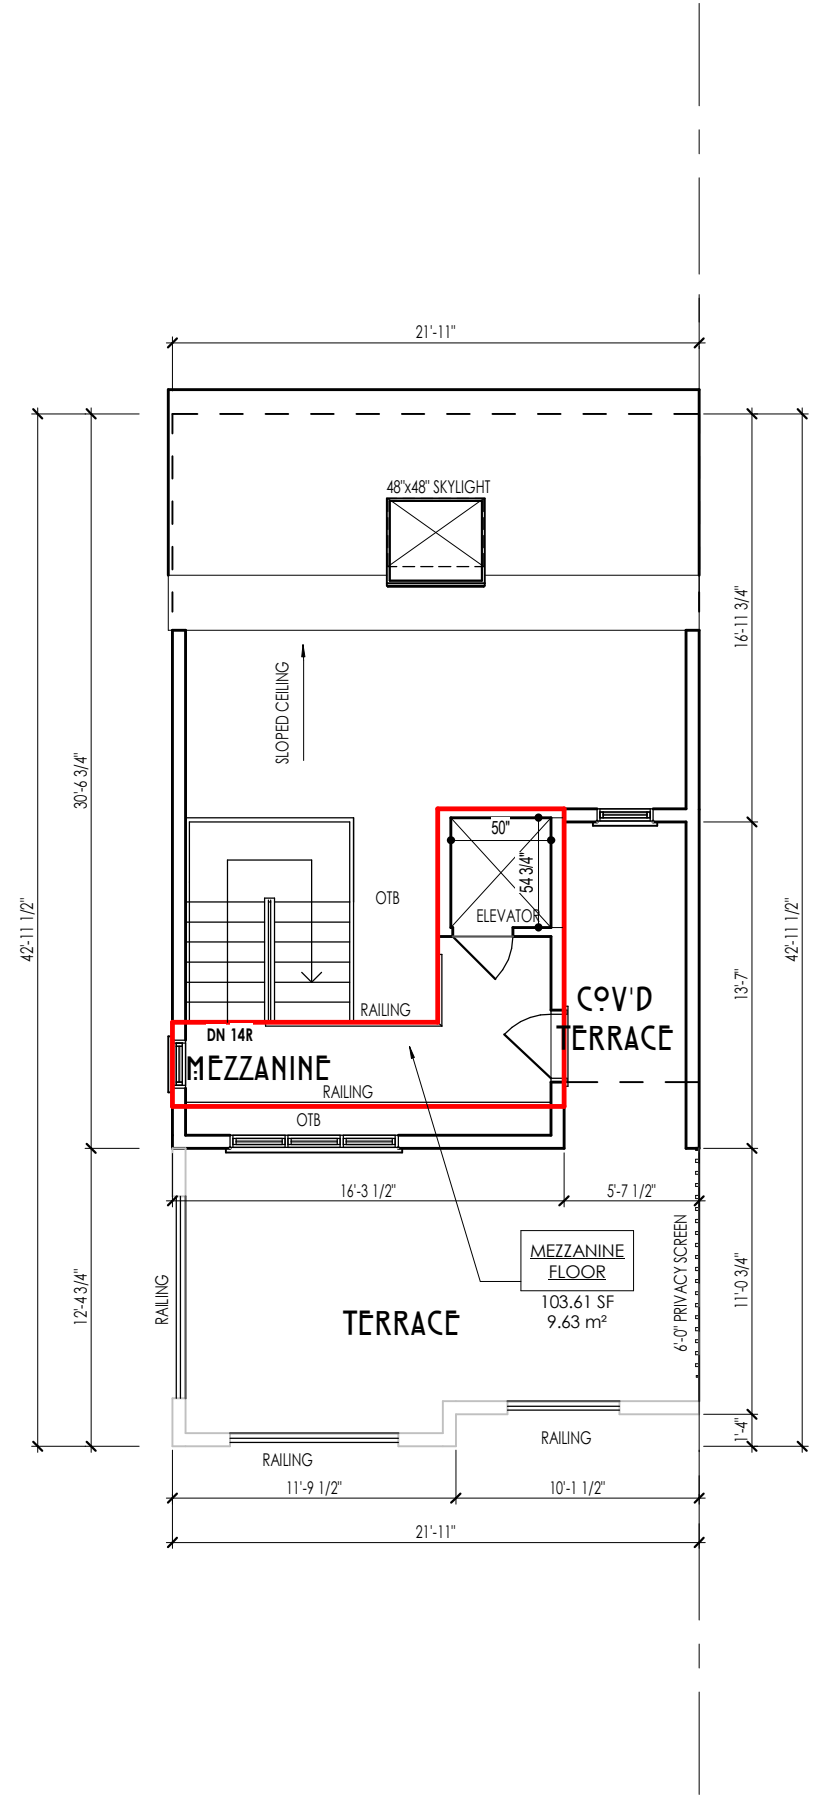 21'-11"
48"x48" SKYLIGHT
16'-11 3/4"
SLOPED CEILING
30'-6 3/4"
50"
54 3/4"
OTB
ELEVATOR
42'-11 1/2"
42'-11 1/2"
13'-7"
COV'D
TERRACE
RAILING
DN 14R
MEZZANINE
RAILING
OTB
16'-3 1/2"
5'-7 1/2"
MEZZANINE
FLOOR
103.61 SF
9.63 m²
6'-0" PRIVACY SCREEN
11'-0 3/4"
12'-4 3/4"
RAILING
TERRACE
1'-4"
RAILING
RAILING
11'-9 1/2"
10'-1 1/2"
21'-11"